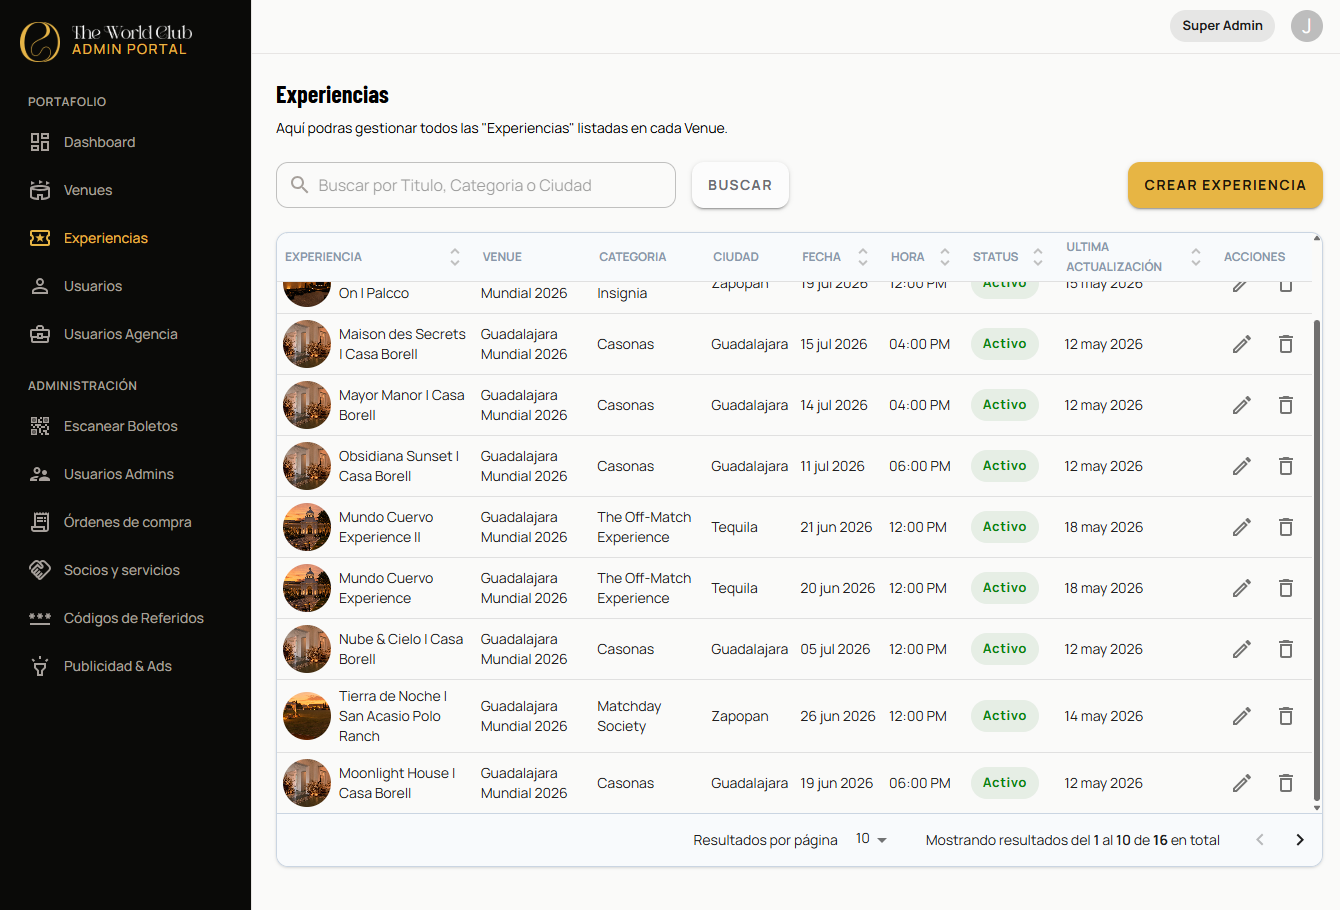 The World Club
ADMIN PORTAL
Super Admin
J
PORTAFOLIO
Dashboard
Venues
Experiencias
Usuarios
Usuarios Agencia
ADMINISTRACIÓN
Escanear Boletos
Usuarios Admins
Órdenes de compra
Socios y servicios
Códigos de Referidos
Publicidad & Ads
Experiencias
Aquí podras gestionar todos las "Experiencias" listadas en cada Venue.
Buscar por Titulo, Categoria o Ciudad
BUSCAR
CREAR EXPERIENCIA
EXPERIENCIA VENUE CATEGORIA CIUDAD FECHA HORA STATUS ULTIMA ACTUALIZACIÓN ACCIONES
On | Palcco Mundial 2026 Insignia Zapopan 19 jul 2026 12:00 PM Activo 15 may 2026
Maison des Secrets | Casa Borell Guadalajara Mundial 2026 Casonas Guadalajara 15 jul 2026 04:00 PM Activo 12 may 2026
Mayor Manor | Casa Borell Guadalajara Mundial 2026 Casonas Guadalajara 14 jul 2026 04:00 PM Activo 12 may 2026
Obsidiana Sunset | Casa Borell Guadalajara Mundial 2026 Casonas Guadalajara 11 jul 2026 06:00 PM Activo 12 may 2026
Mundo Cuervo Experience II Guadalajara Mundial 2026 The Off-Match Experience Tequila 21 jun 2026 12:00 PM Activo 18 may 2026
Mundo Cuervo Experience Guadalajara Mundial 2026 The Off-Match Experience Tequila 20 jun 2026 12:00 PM Activo 18 may 2026
Nube & Cielo | Casa Borell Guadalajara Mundial 2026 Casonas Guadalajara 05 jul 2026 12:00 PM Activo 12 may 2026
Tierra de Noche | San Acasio Polo Ranch Guadalajara Mundial 2026 Matchday Society Zapopan 26 jun 2026 12:00 PM Activo 14 may 2026
Moonlight House | Casa Borell Guadalajara Mundial 2026 Casonas Guadalajara 19 jun 2026 06:00 PM Activo 12 may 2026
Resultados por página 10 Mostrando resultados del 1 al 10 de 16 en total